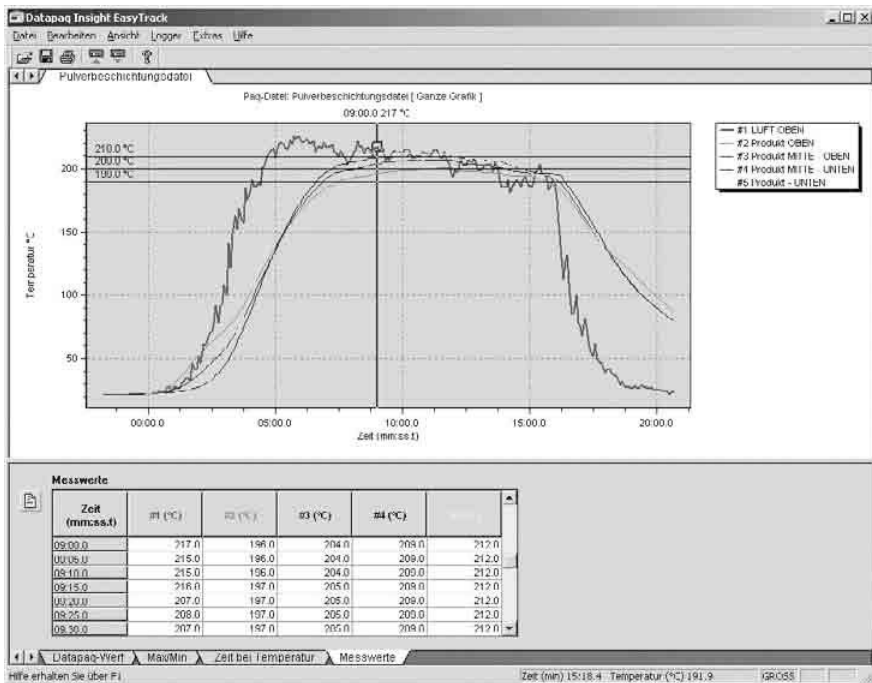 Datapaq Insight EasyTrack
Datei Bearbeiten Ansicht Logger Extras Hilfe
Pulverbeschichtungsdatei
Paq-Datei: Pulverbeschichtungsdatei [ Ganze Grafik ]
09:00.0 217 °C
210.0 °C
200.0 °C
190.0 °C
200
150
100
50
Temperatur °C
00:00.0 05:00.0 10:00.0 15:00.0 20:00.0
Zeit (mm:ss.t)
#1 LUFT OBEN
#2 Produkt OBEN
#3 Produkt MITTE - OBEN
#4 Produkt MITTE - UNTEN
#5 Produkt - UNTEN
Messwerte
Zeit (mm:ss.t) #1 (°C) #2 (°C) #3 (°C) #4 (°C)
09:00.0 217.0 196.0 204.0 209.0 212.0
09:05.0 215.0 196.0 204.0 209.0 212.0
09:10.0 215.0 196.0 204.0 209.0 212.0
09:15.0 216.0 197.0 205.0 209.0 212.0
09:20.0 207.0 197.0 205.0 209.0 212.0
09:25.0 208.0 197.0 205.0 209.0 212.0
09:30.0 207.0 197.0 205.0 209.0 212.0
Datapaq-Wert Max/Min Zeit bei Temperatur Messwerte
Hilfe erhalten Sie über F1
Zeit (min) 15:18.4 Temperatur (°C) 191.9 GROSS